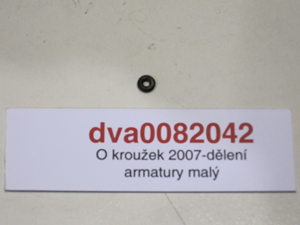 dva0082042
O kroužek 2007-dělení
armatury malý